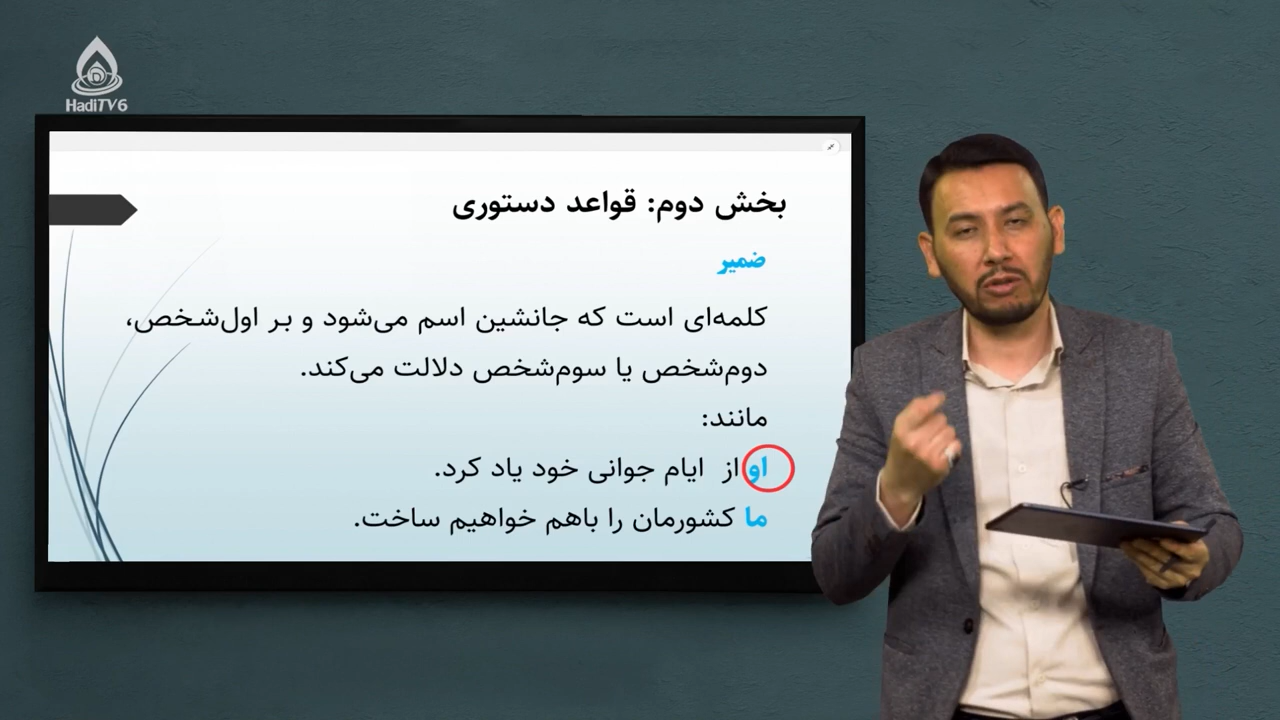 HadiTV6
بخش دوم: قواعد دستوری
ضمیر
کلمه‌ای است که جانشین اسم می‌شود و بر اول‌شخص،
دوم‌شخص یا سوم‌شخص دلالت می‌کند.
مانند:
او از ایام جوانی خود یاد کرد.
ما کشورمان را باهم خواهیم ساخت.